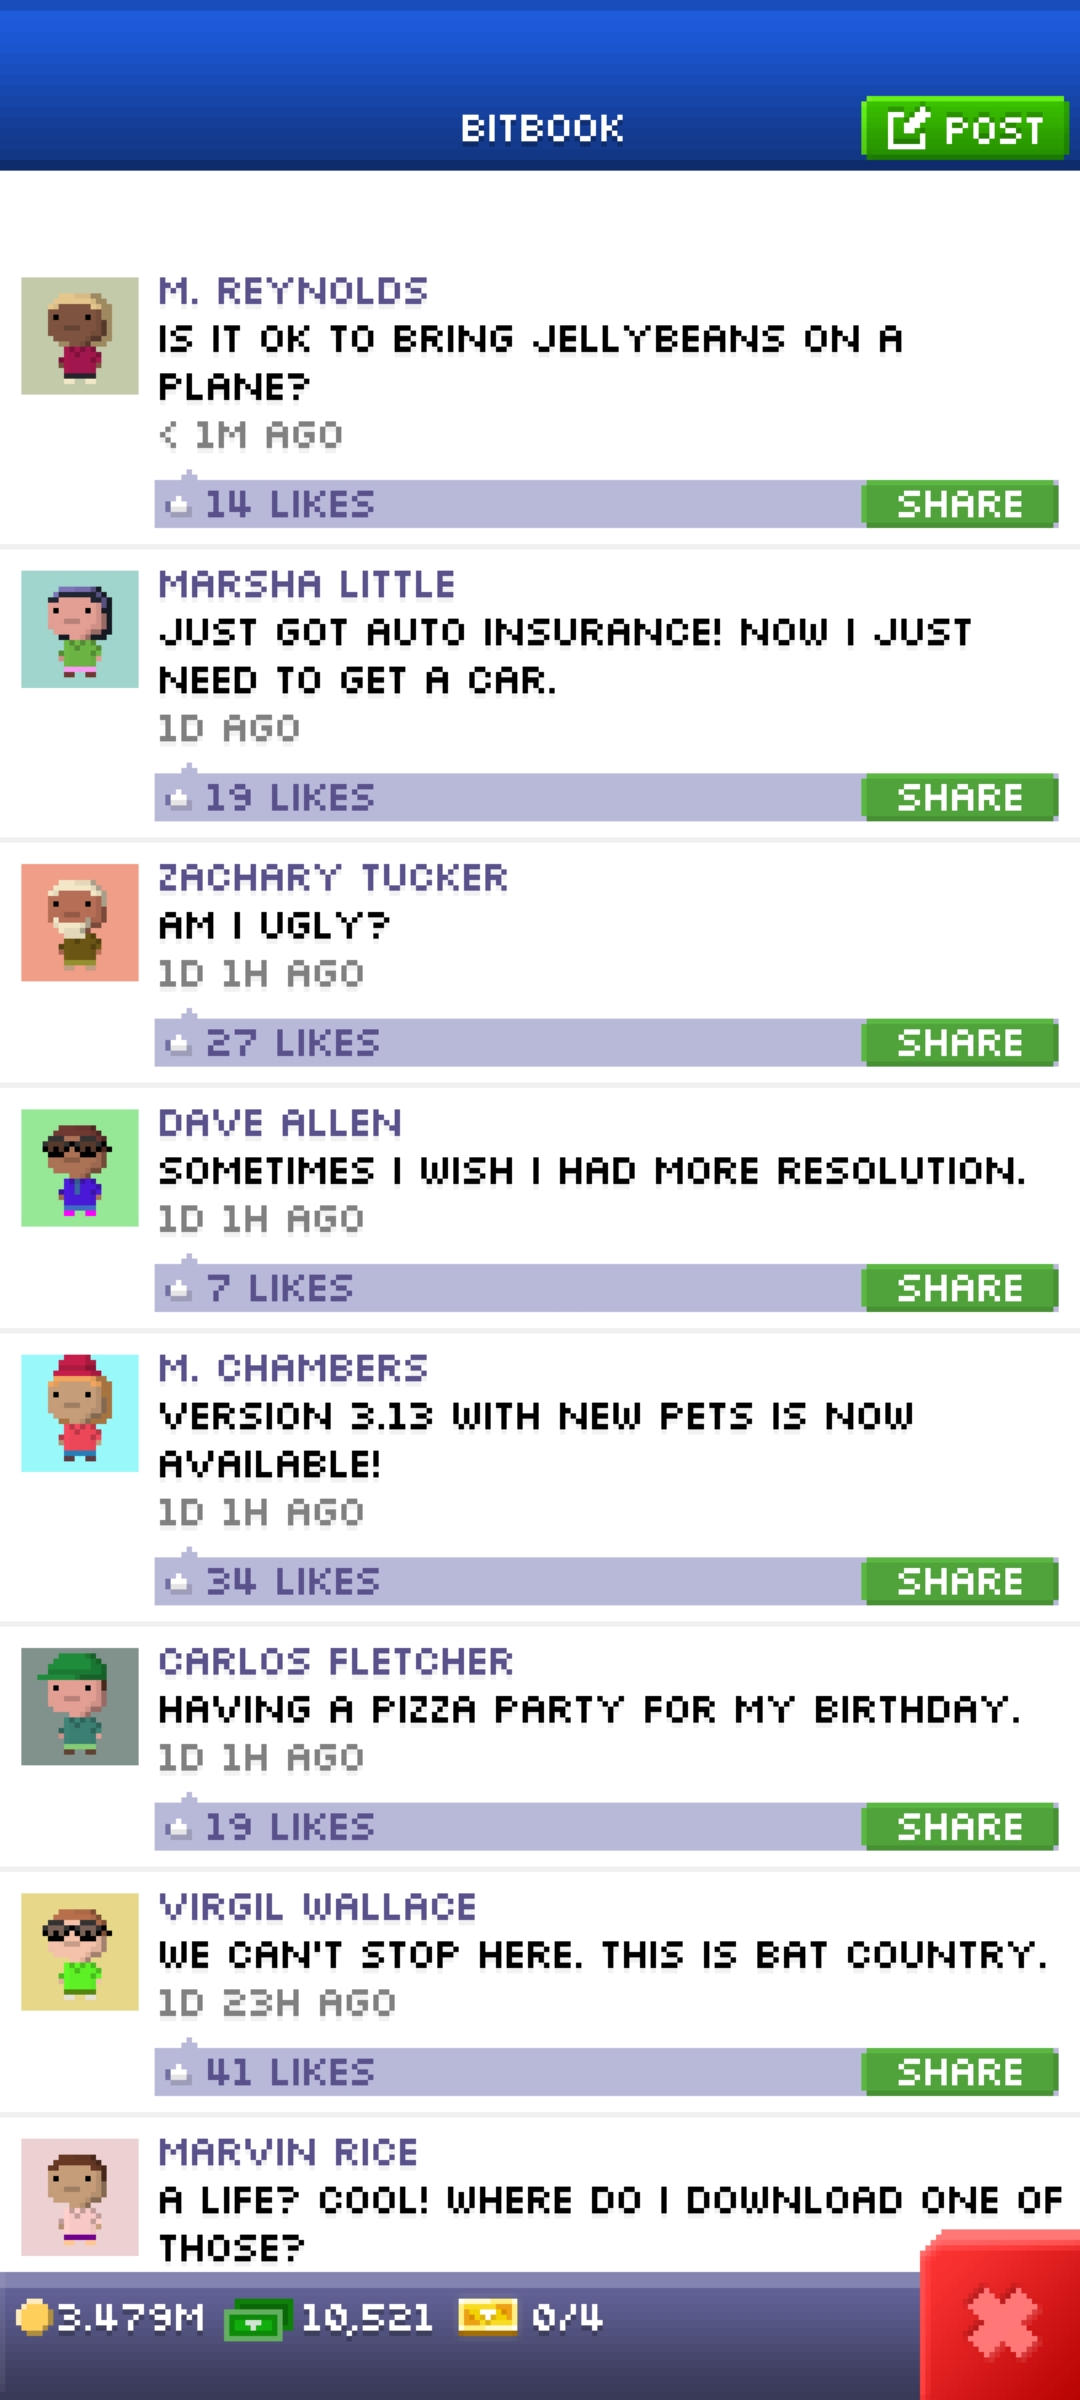 BITBOOK
POST
M. REYNOLDS
IS IT OK TO BRING JELLYBEANS ON A
PLANE?
< 1M AGO
14 LIKES
SHARE
MARSHA LITTLE
JUST GOT AUTO INSURANCE! NOW I JUST
NEED TO GET A CAR.
1D AGO
19 LIKES
SHARE
ZACHARY TUCKER
AM I UGLY?
1D 1H AGO
27 LIKES
SHARE
DAVE ALLEN
SOMETIMES I WISH I HAD MORE RESOLUTION.
1D 1H AGO
7 LIKES
SHARE
M. CHAMBERS
VERSION 3.13 WITH NEW PETS IS NOW
AVAILABLE!
1D 1H AGO
34 LIKES
SHARE
CARLOS FLETCHER
HAVING A PIZZA PARTY FOR MY BIRTHDAY.
1D 1H AGO
19 LIKES
SHARE
VIRGIL WALLACE
WE CAN'T STOP HERE. THIS IS BAT COUNTRY.
1D 23H AGO
41 LIKES
SHARE
MARVIN RICE
A LIFE? COOL! WHERE DO I DOWNLOAD ONE OF
THOSE?
3.479M 10,521 0/4